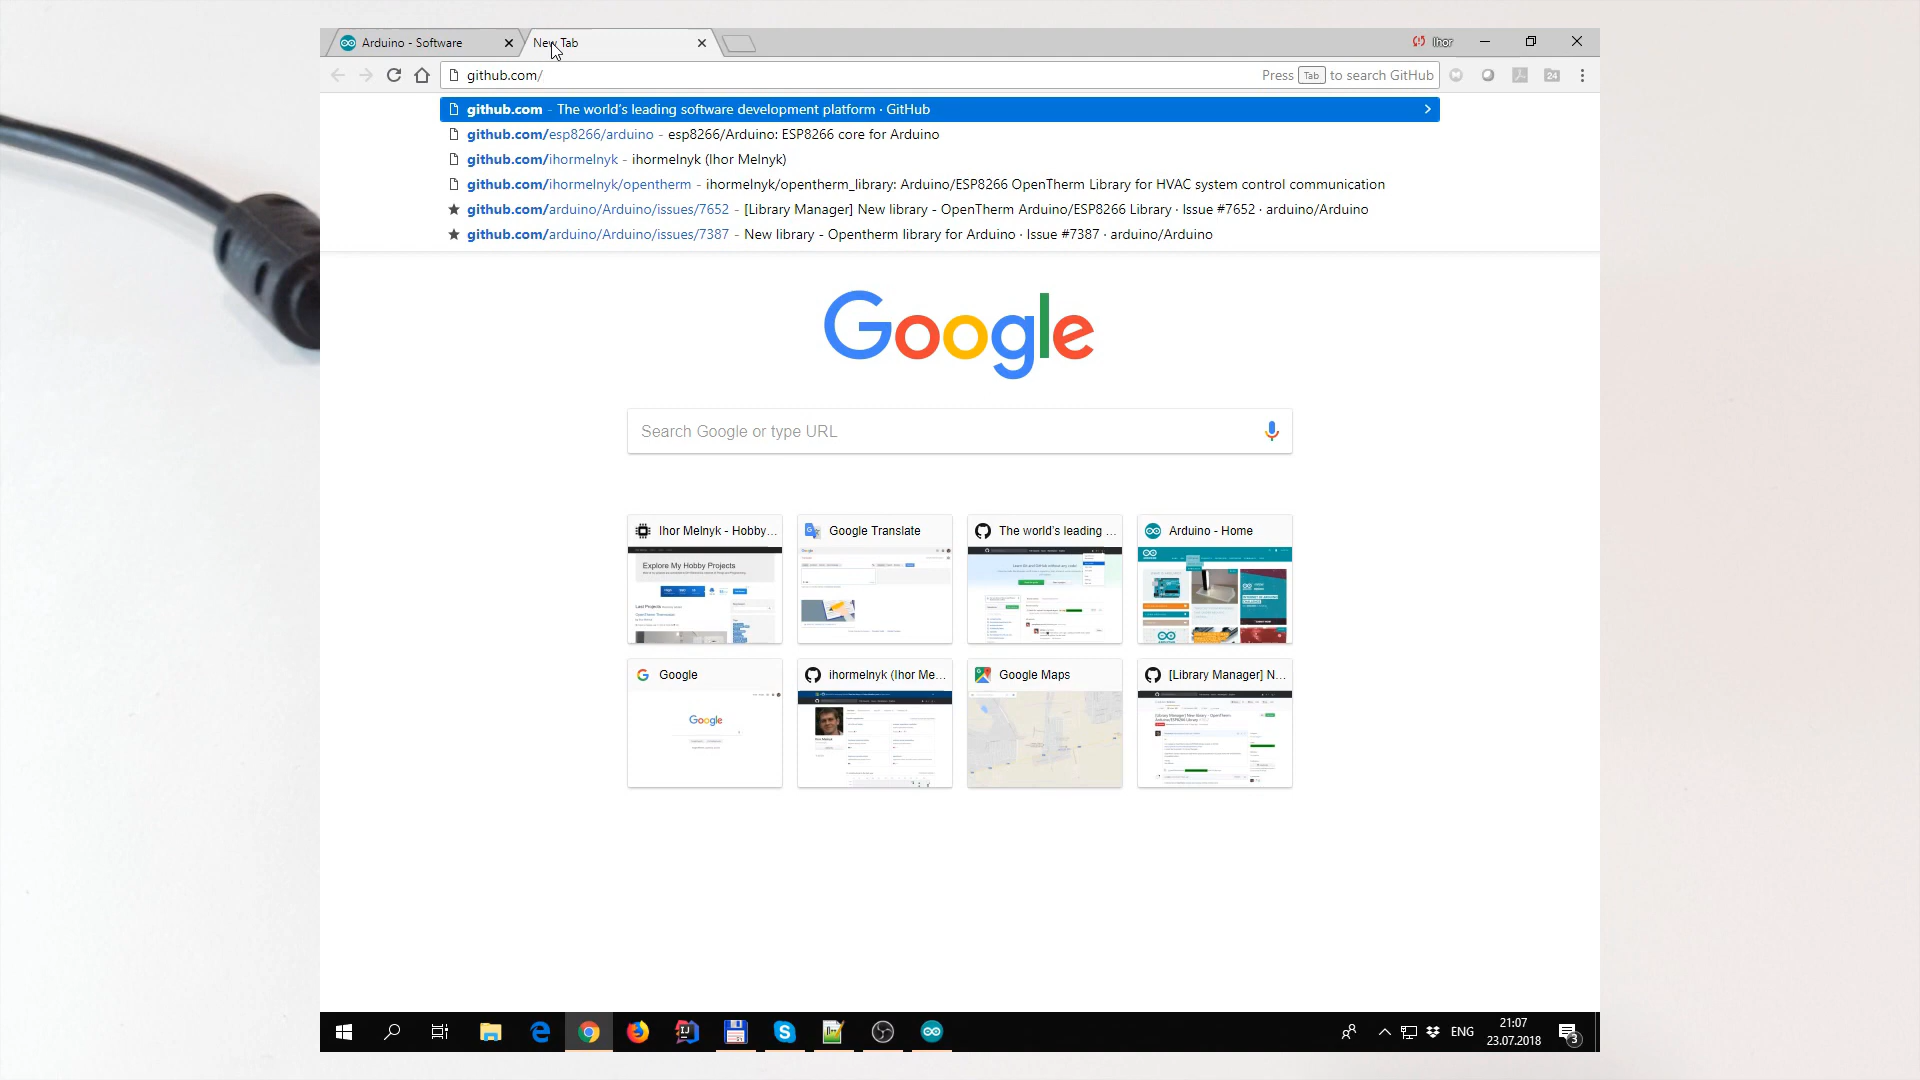 Arduino - Software
New Tab
Ihor
github.com/
Press Tab to search GitHub
24
github.com - The world's leading software development platform · GitHub
github.com/esp8266/arduino - esp8266/Arduino: ESP8266 core for Arduino
github.com/ihormelnyk - ihormelnyk (Ihor Melnyk)
github.com/ihormelnyk/opentherm - ihormelnyk/opentherm_library: Arduino/ESP8266 OpenTherm Library for HVAC system control communication
github.com/arduino/Arduino/issues/7652 - [Library Manager] New library - OpenTherm Arduino/ESP8266 Library · Issue #7652 · arduino/Arduino
github.com/arduino/Arduino/issues/7387 - New library - Opentherm library for Arduino · Issue #7387 · arduino/Arduino
Google
Search Google or type URL
Ihor Melnyk - Hobby...
Google Translate
The world's leading ...
Arduino - Home
Explore My Hobby Projects
Last Projects
Google
ihormelnyk (Ihor Me...
Google Maps
[Library Manager] N...
Google
ENG
21:07
23.07.2018
3